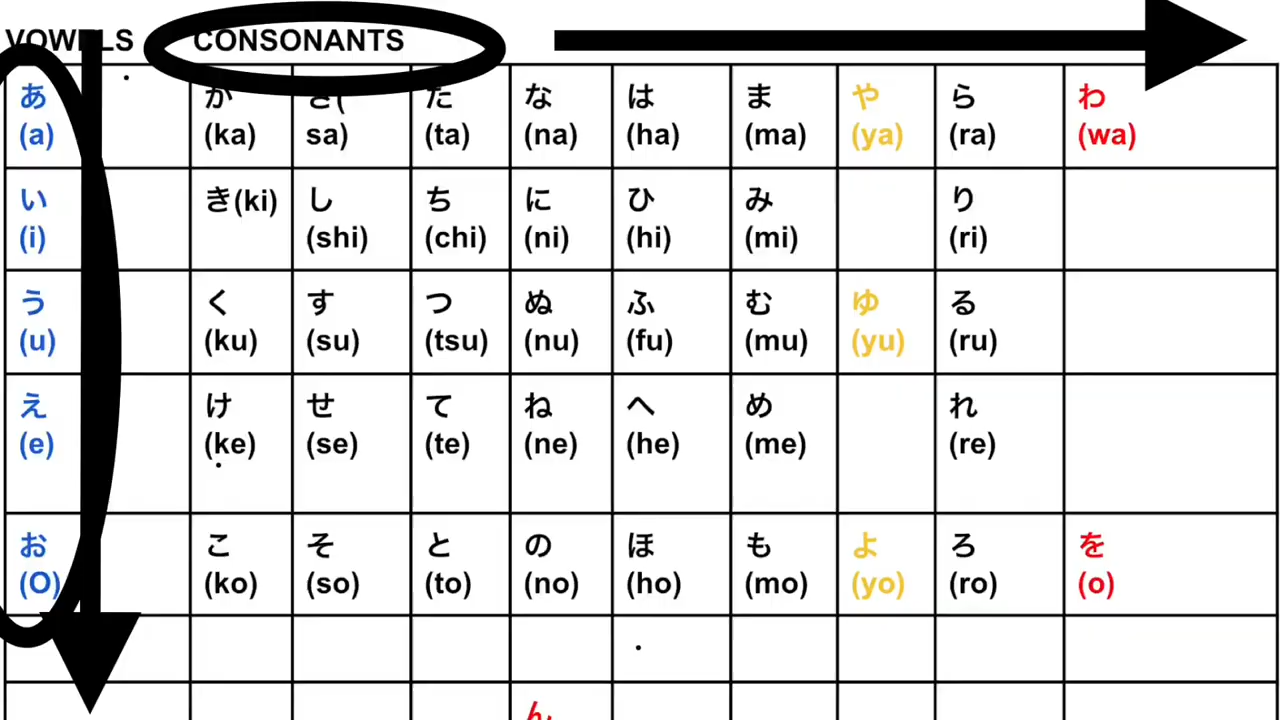 VOWELS CONSONANTS
あ か さ( た な は ま や ら わ
(a) (ka) sa) (ta) (na) (ha) (ma) (ya) (ra) (wa)
い き(ki) し ち に ひ み り
(i) (shi) (chi) (ni) (hi) (mi) (ri)
う く す つ ぬ ふ む ゆ る
(u) (ku) (su) (tsu) (nu) (fu) (mu) (yu) (ru)
え け せ て ね へ め れ
(e) (ke) (se) (te) (ne) (he) (me) (re)
お こ そ と の ほ も よ ろ を
(O) (ko) (so) (to) (no) (ho) (mo) (yo) (ro) (o)
ん